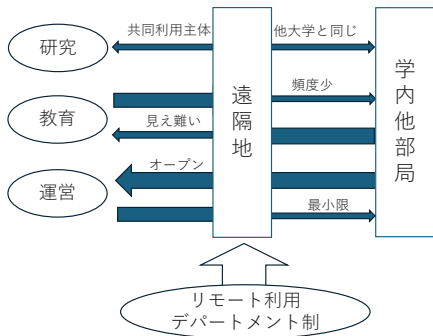 共同利用主体
他大学と同じ
研究
頻度少
教育
見え難い
遠隔地
学内他部局
オープン
運営
最小限
リモート利用
デパートメント制